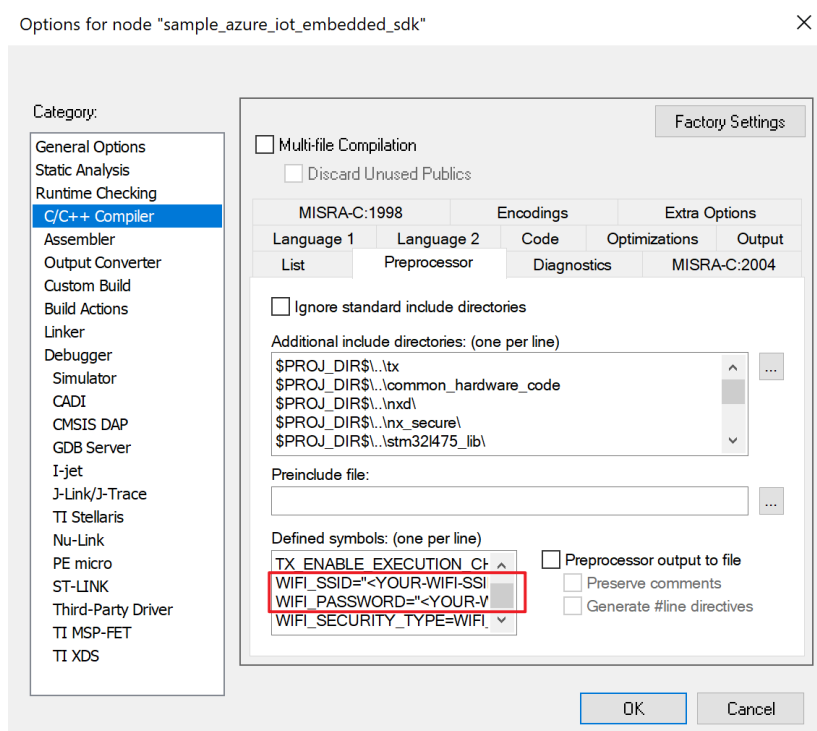 Options for node "sample_azure_iot_embedded_sdk"
Category:
General Options
Static Analysis
Runtime Checking
C/C++ Compiler
Assembler
Output Converter
Custom Build
Build Actions
Linker
Debugger
Simulator
CADI
CMSIS DAP
GDB Server
I-jet
J-Link/J-Trace
TI Stellaris
Nu-Link
PE micro
ST-LINK
Third-Party Driver
TI MSP-FET
TI XDS
Factory Settings
Multi-file Compilation
Discard Unused Publics
MISRA-C:1998 Encodings Extra Options
Language 1 Language 2 Code Optimizations Output
List Preprocessor Diagnostics MISRA-C:2004
Ignore standard include directories
Additional include directories: (one per line)
$PROJ_DIR$\..\tx
$PROJ_DIR$\..\common_hardware_code
$PROJ_DIR$\..\nxd\
$PROJ_DIR$\..\nx_secure\
$PROJ_DIR$\..\stm32l475_lib\
...
Preinclude file:
...
Defined symbols: (one per line)
TX_ENABLE_EXECUTION_CH
WIFI_SSID="<YOUR-WIFI-SSI
WIFI_PASSWORD="<YOUR-W
WIFI_SECURITY_TYPE=WIFI_
Preprocessor output to file
Preserve comments
Generate #line directives
OK Cancel